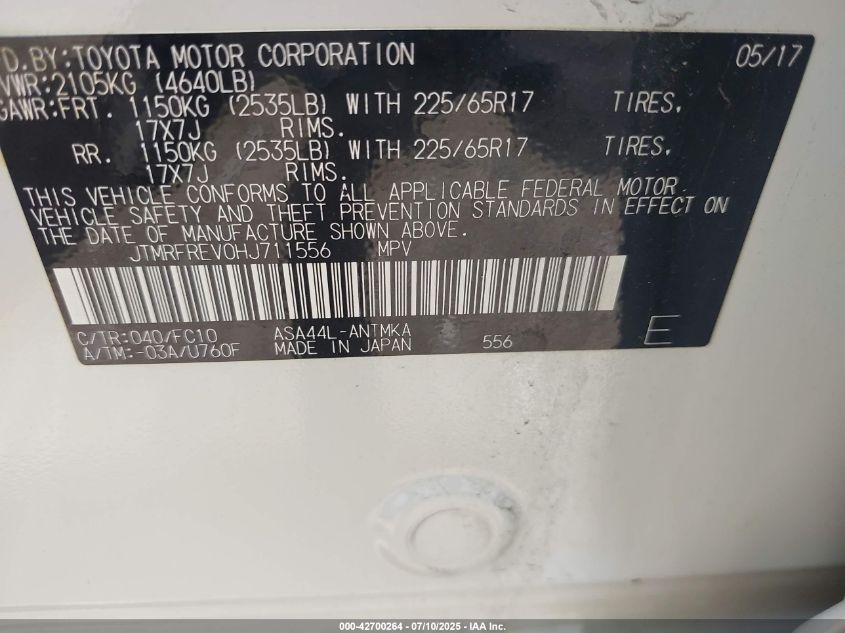 D.BY:TOYOTA MOTOR CORPORATION 05/17
VWR:2105KG (4640LB)
GAWR:FRT. 1150KG (2535LB) WITH 225/65R17 TIRES,
17X7J RIMS.
RR. 1150KG (2535LB) WITH 225/65R17 TIRES,
17X7J RIMS.
THIS VEHICLE CONFORMS TO ALL APPLICABLE FEDERAL MOTOR
VEHICLE SAFETY AND THEFT PREVENTION STANDARDS IN EFFECT ON
THE DATE OF MANUFACTURE SHOWN ABOVE.
JTMRFREV0HJ711556 MPV
C/TR:040/FC10 ASA44L-ANTMKA
A/TM:-03A/U760F MADE IN JAPAN 556 E
000-42700264 - 07/10/2025 - IAA Inc.